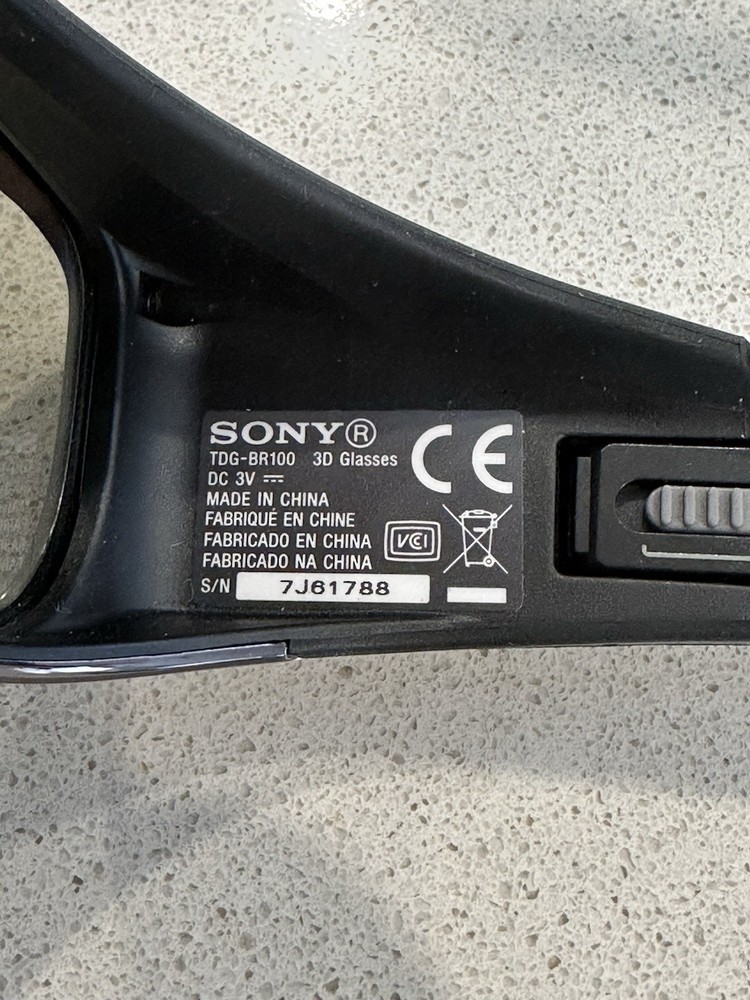 SONY®
TDG-BR100 3D Glasses
DC 3V ⎓
MADE IN CHINA
FABRIQUÉ EN CHINE
FABRICADO EN CHINA
FABRICADO NA CHINA
S/N 7J61788
CE
VCCI